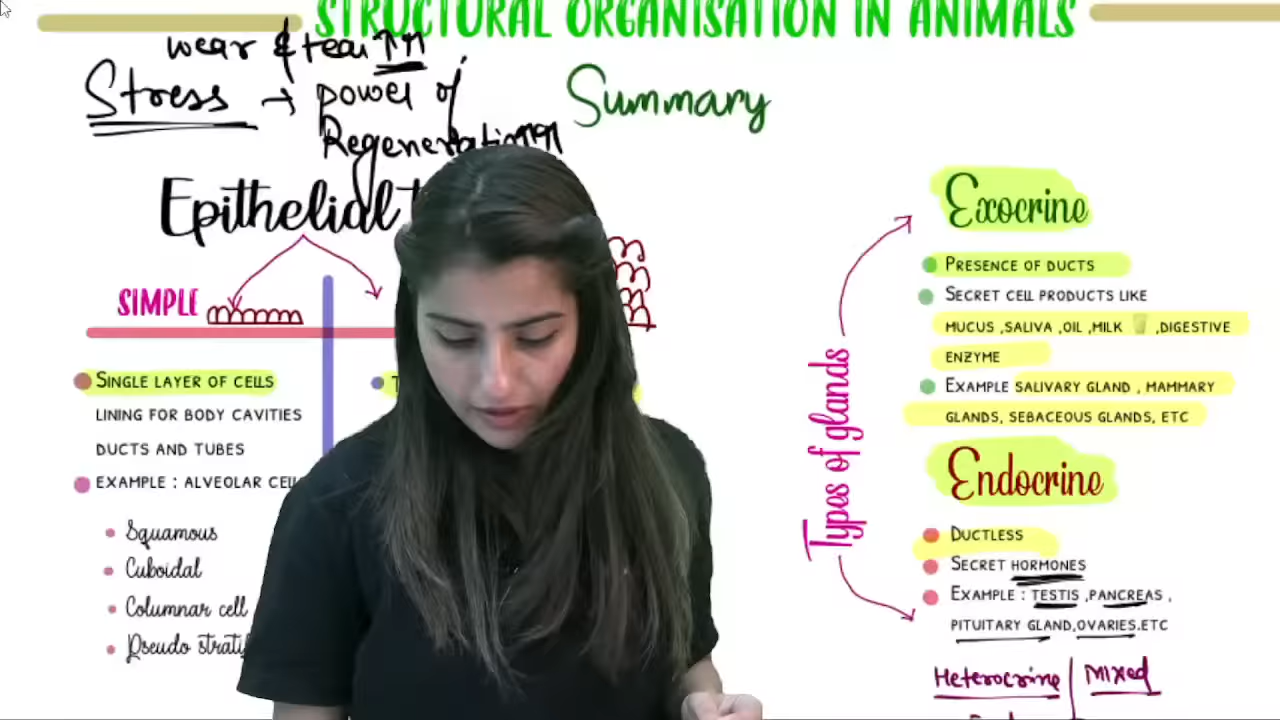 STRUCTURAL ORGANISATION IN ANIMALS
wear & tear ↑↑
Stress → power of
Regeneration ↑↑
Summary
Epithelial
SIMPLE
SINGLE LAYER OF CELLS
LINING FOR BODY CAVITIES
DUCTS AND TUBES
EXAMPLE : ALVEOLAR
Squamous
Cuboidal
Columnar cell
Pseudo
Types of glands
Exocrine
PRESENCE OF DUCTS
SECRET CELL PRODUCTS LIKE
MUCUS ,SALIVA ,OIL ,MILK 🥛 ,DIGESTIVE
ENZYME
EXAMPLE SALIVARY GLAND , MAMMARY
GLANDS, SEBACEOUS GLANDS, ETC
Endocrine
DUCTLESS
SECRET HORMONES
EXAMPLE : TESTIS ,PANCREAS ,
PITUITARY GLAND,OVARIES.ETC
Heterocrine | Mixed